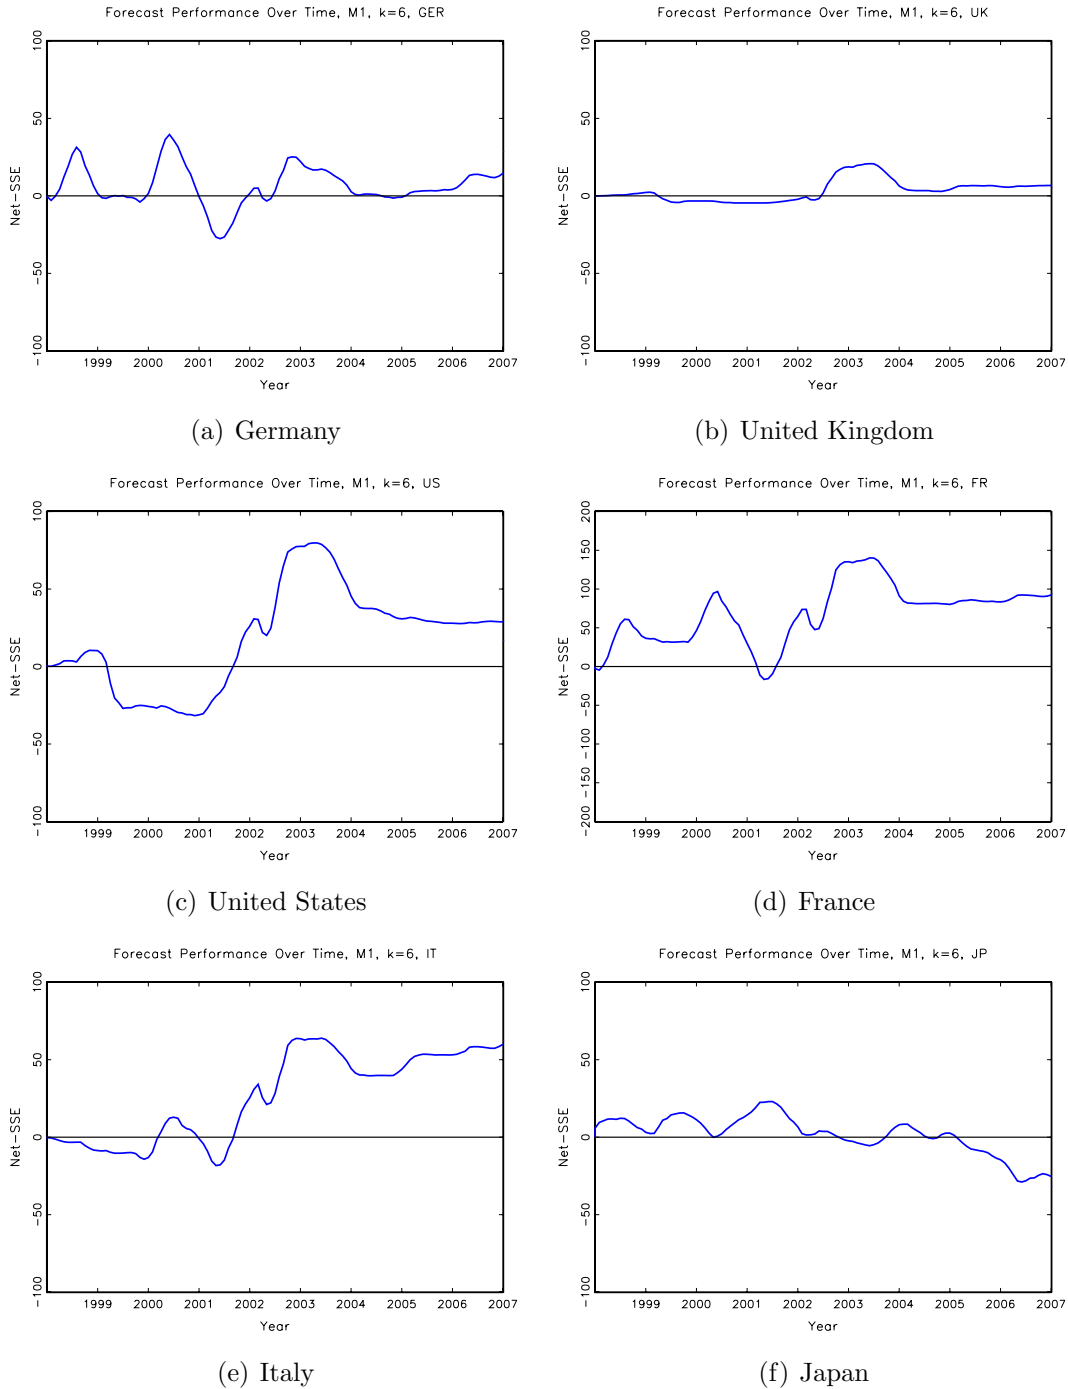 Forecast Performance Over Time, M1, k=6, GER
Net-SSE
100
50
0
-50
-100
1999 2000 2001 2002 2003 2004 2005 2006 2007
Year
(a) Germany
Forecast Performance Over Time, M1, k=6, UK
Net-SSE
100
50
0
-50
-100
1999 2000 2001 2002 2003 2004 2005 2006 2007
Year
(b) United Kingdom
Forecast Performance Over Time, M1, k=6, US
Net-SSE
100
50
0
-50
-100
1999 2000 2001 2002 2003 2004 2005 2006 2007
Year
(c) United States
Forecast Performance Over Time, M1, k=6, FR
Net-SSE
200
150
100
50
0
-50
-100
-150
-200
1999 2000 2001 2002 2003 2004 2005 2006 2007
Year
(d) France
Forecast Performance Over Time, M1, k=6, IT
Net-SSE
100
50
0
-50
-100
1999 2000 2001 2002 2003 2004 2005 2006 2007
Year
(e) Italy
Forecast Performance Over Time, M1, k=6, JP
Net-SSE
100
50
0
-50
-100
1999 2000 2001 2002 2003 2004 2005 2006 2007
Year
(f) Japan